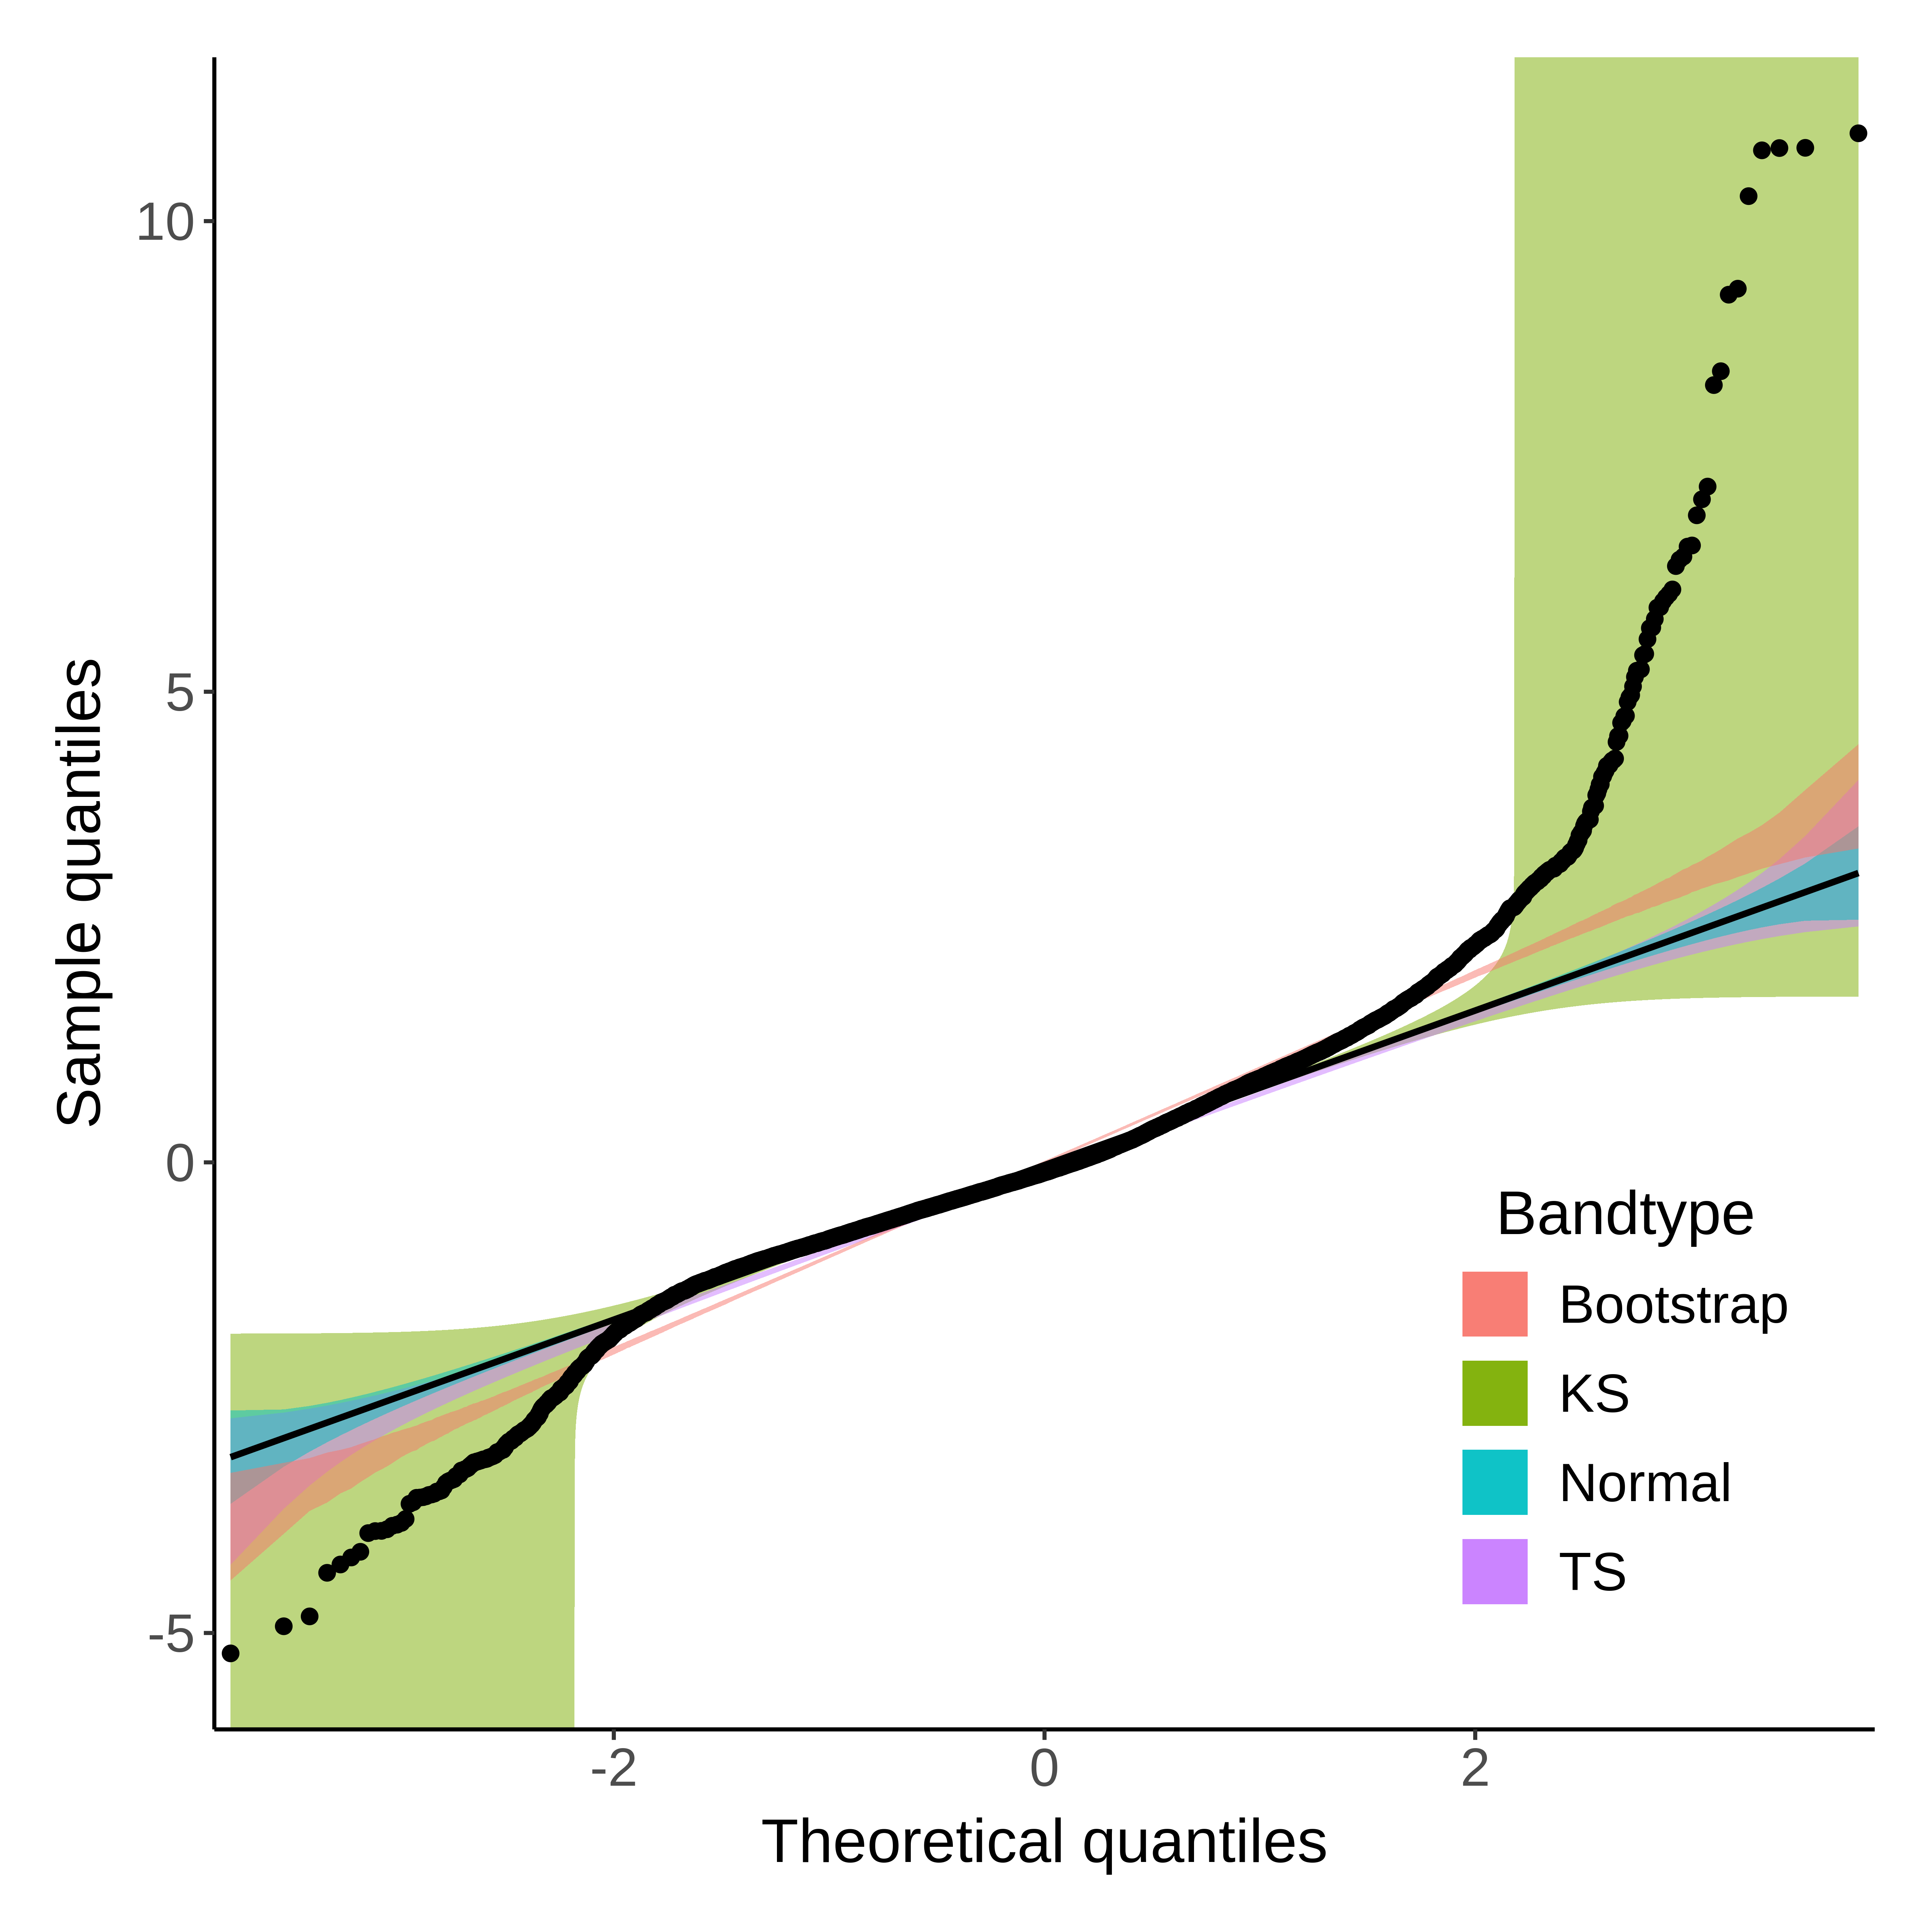 Sample quantiles
10
5
0
-5
-2
0
2
Theoretical quantiles
Bandtype
Bootstrap
KS
Normal
TS